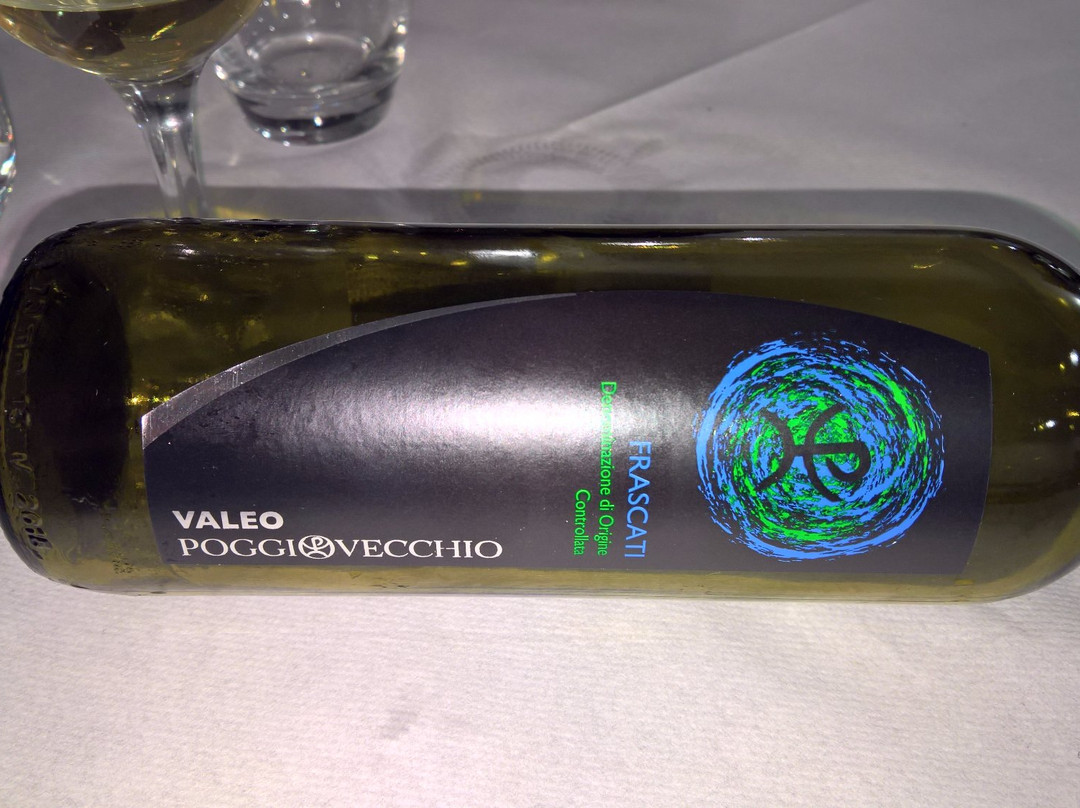 FRASCATI
Denominazione di Origine
Controllata
VALEO
POGGIOVECCHIO